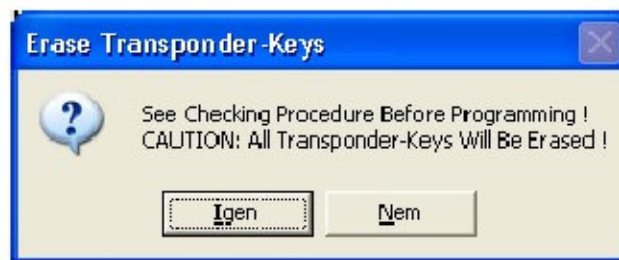 Erase Transponder-Keys
See Checking Procedure Before Programming !
CAUTION: All Transponder-Keys Will Be Erased !
Igen
Nem